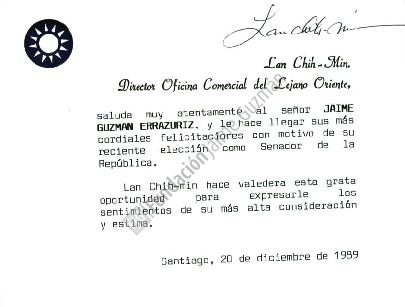 Lan Chih-Min
Lan Chih-Min.
Director Oficina Comercial del Lejano Oriente,
saluda muy atentamente al señor JAIME
GUZMAN ERRAZURIZ, y le hace llegar sus más
cordiales felicitaciones con motivo de su
reciente elección como Senador de la
República.
Lan Chih-min hace valedera esta grata
oportunidad para expresarle los
sentimientos de su más alta consideración
y estima.
Santiago, 20 de diciembre de 1989
© Fundación Jaime Guzmán